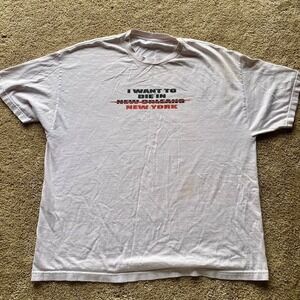 I WANT TO
DIE IN
NEW ORLEANS
NEW YORK